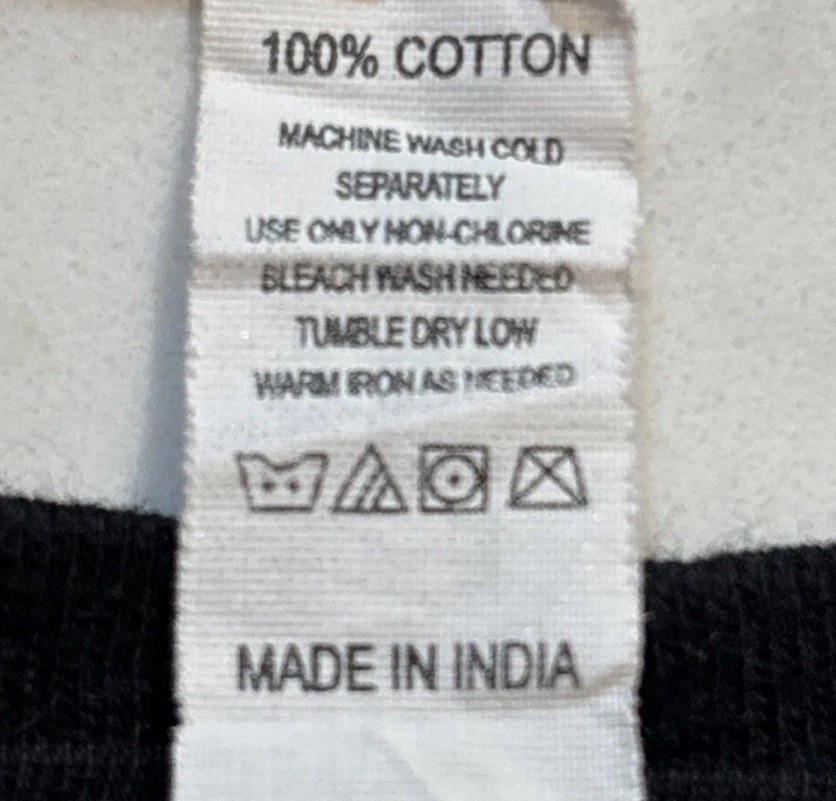 100% COTTON
MACHINE WASH COLD
SEPARATELY
USE ONLY NON-CHLORINE
BLEACH WASH NEEDED
TUMBLE DRY LOW
WARM IRON AS NEEDED
MADE IN INDIA